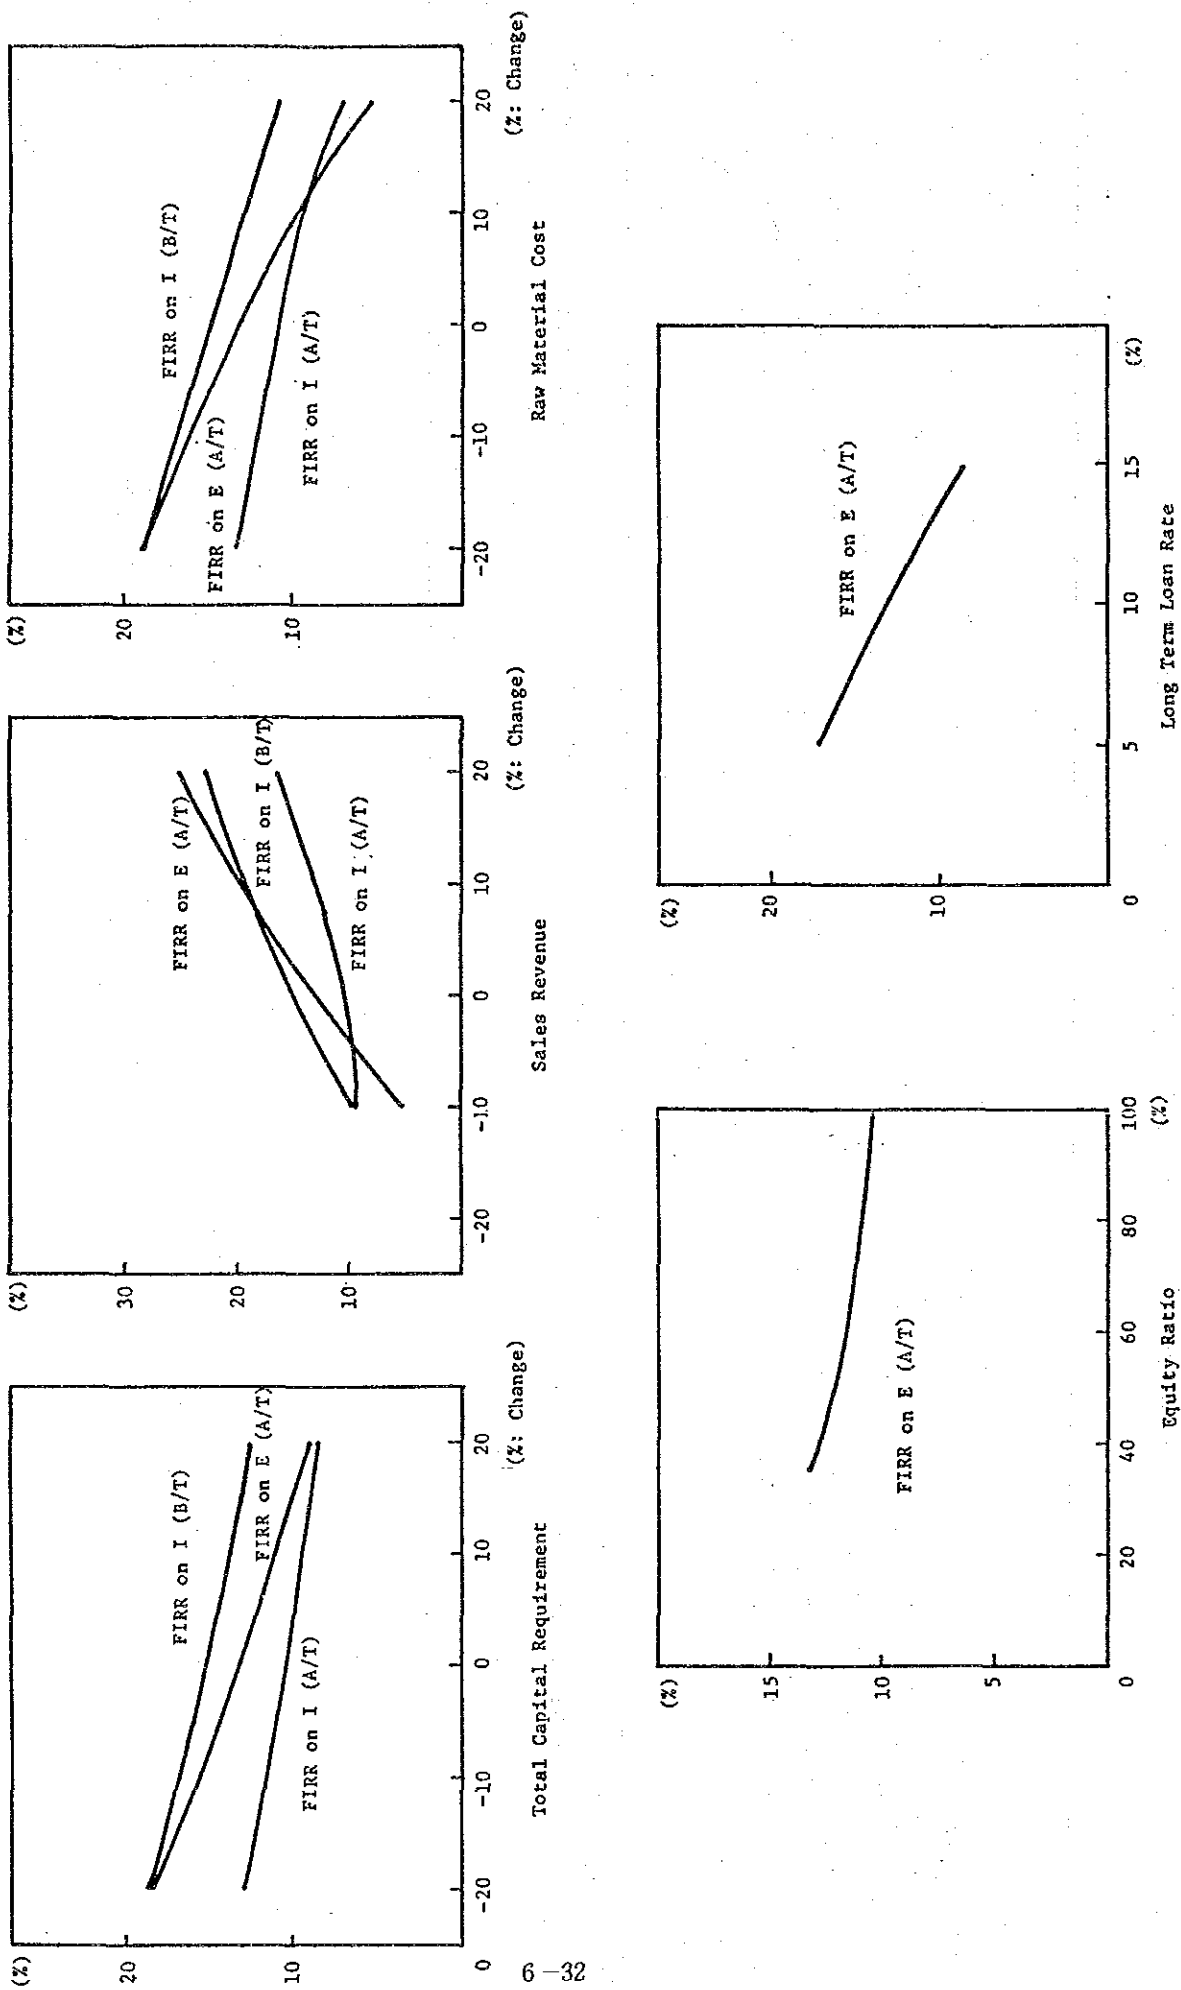 (%)
20
10
0
-20
-10
0
10
20
(%: Change)
Total Capital Requirement
FIRR on I (B/T)
FIRR on E (A/T)
FIRR on I (A/T)
(%)
30
20
10
-20
-10
0
10
20
(%: Change)
Sales Revenue
FIRR on E (A/T)
FIRR on I (B/T)
FIRR on I (A/T)
(%)
20
10
-20
-10
0
10
20
(%: Change)
Raw Material Cost
FIRR on I (B/T)
FIRR on E (A/T)
FIRR on I (A/T)
(%)
15
10
5
0
20
40
60
80
100
(%)
Equity Ratio
FIRR on E (A/T)
(%)
20
10
0
5
10
15
(%)
Long Term Loan Rate
FIRR on E (A/T)
6-32